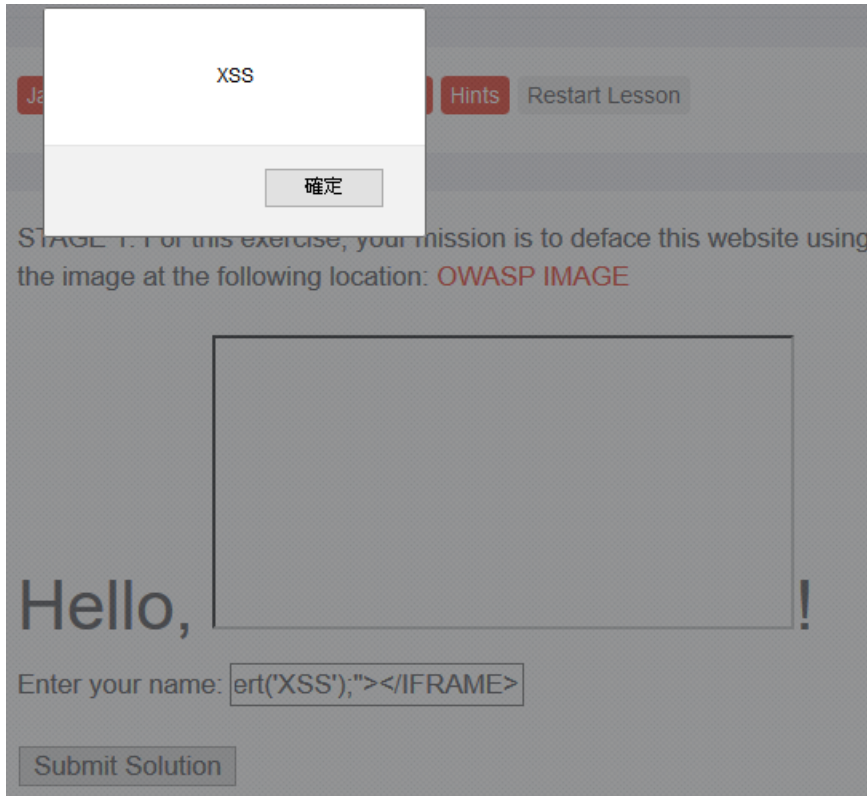 XSS
Ja
Hints
Restart Lesson
確定
STAGE 1: For this exercise, your mission is to deface this website using
the image at the following location: OWASP IMAGE
Hello, !
Enter your name: ert('XSS');"></IFRAME>
Submit Solution